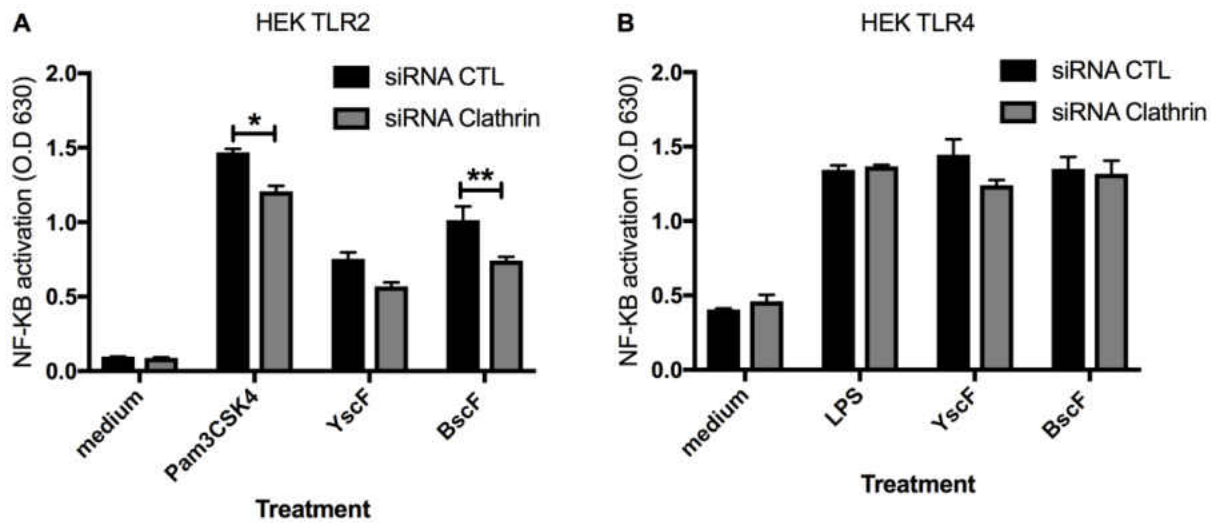 A
HEK TLR2
siRNA CTL
siRNA Clathrin
NF-KB activation (O.D 630)
2.0
1.5
1.0
0.5
0.0
*
**
medium
Pam3CSK4
YscF
BscF
Treatment
B
HEK TLR4
siRNA CTL
siRNA Clathrin
NF-KB activation (O.D 630)
2.0
1.5
1.0
0.5
0.0
medium
LPS
YscF
BscF
Treatment